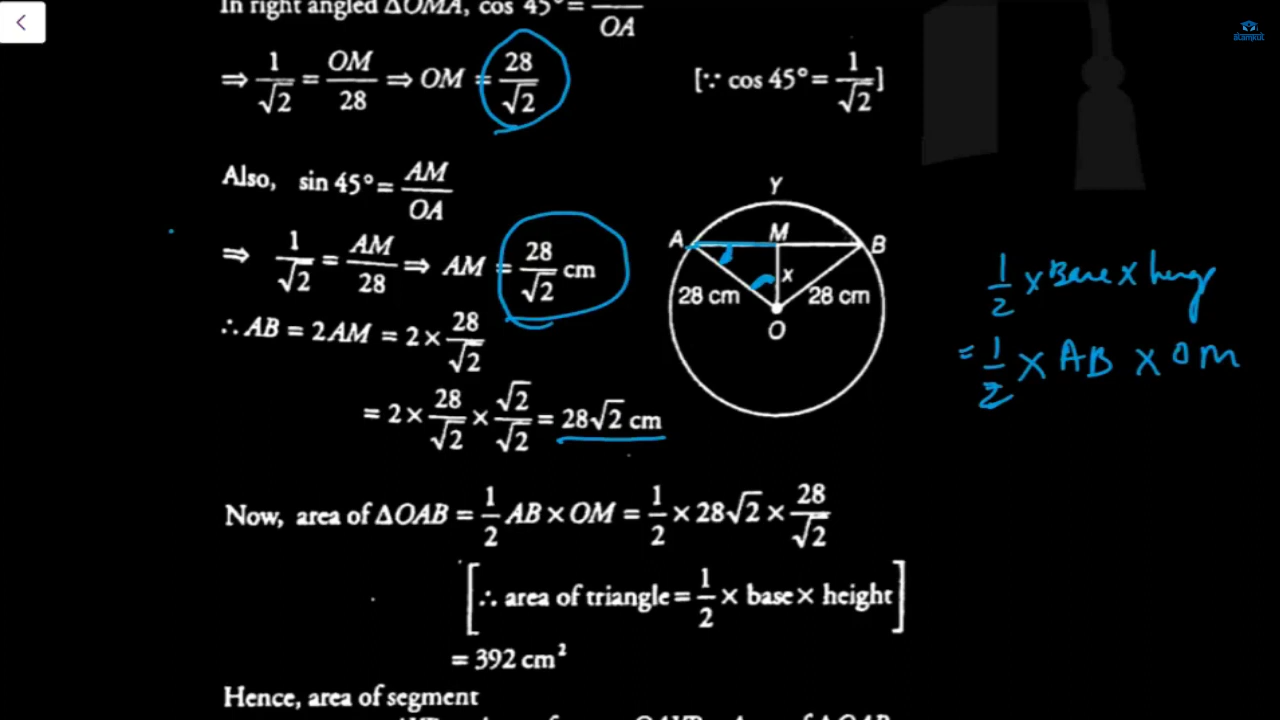 In right angled ΔOMA, cos 45° = —/OA
⇒ 1/√2 = OM/28 ⇒ OM = 28/√2 [∵ cos 45° = 1/√2]
Also, sin 45° = AM/OA
⇒ 1/√2 = AM/28 ⇒ AM = 28/√2 cm
∴ AB = 2 AM = 2 × 28/√2
= 2 × 28/√2 × √2/√2 = 28√2 cm
Y
A M B
x
28 cm 28 cm
O
1/2 × Base × heig
= 1/2 × AB × OM
Now, area of ΔOAB = 1/2 AB × OM = 1/2 × 28√2 × 28/√2
[∴ area of triangle = 1/2 × base × height]
= 392 cm²
Hence, area of segment